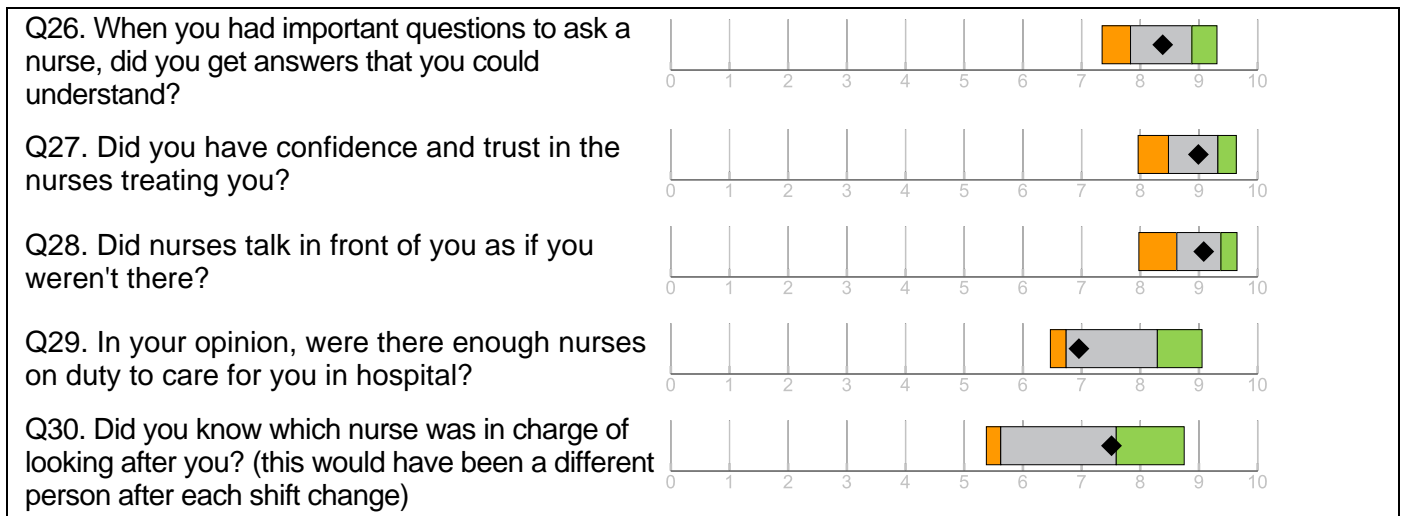 Q26. When you had important questions to ask a
nurse, did you get answers that you could
understand?
0 1 2 3 4 5 6 7 8 9 10
Q27. Did you have confidence and trust in the
nurses treating you?
0 1 2 3 4 5 6 7 8 9 10
Q28. Did nurses talk in front of you as if you
weren't there?
0 1 2 3 4 5 6 7 8 9 10
Q29. In your opinion, were there enough nurses
on duty to care for you in hospital?
0 1 2 3 4 5 6 7 8 9 10
Q30. Did you know which nurse was in charge of
looking after you? (this would have been a different
person after each shift change)
0 1 2 3 4 5 6 7 8 9 10